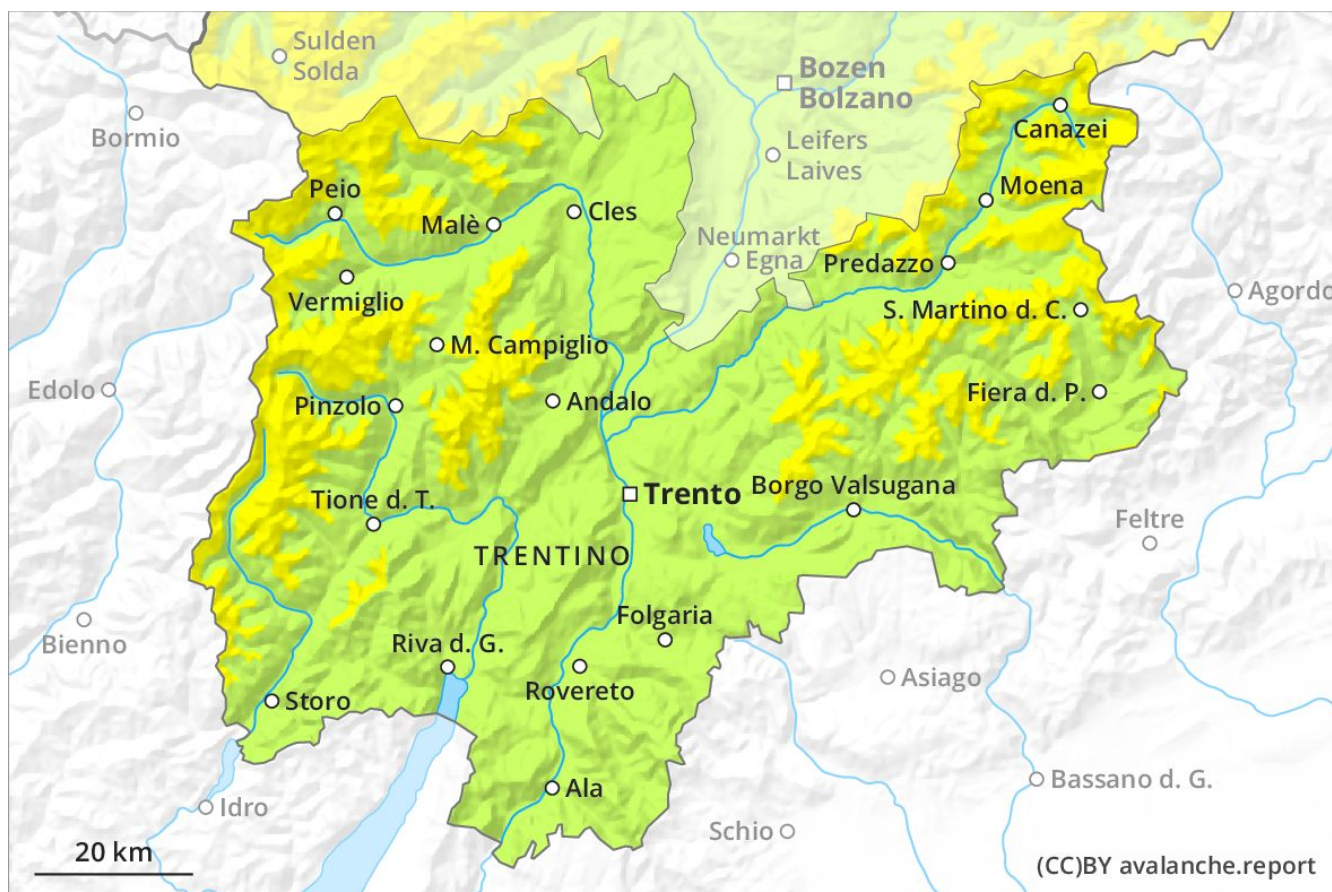 Sulden
Solda
Bozen
Bolzano
Bormio
Canazei
Leifers
Laives
Peio
Moena
Malè
Cles
Neumarkt
Egna
Predazzo
Vermiglio
Agordo
S. Martino d. C.
M. Campiglio
Edolo
Pinzolo
Andalo
Fiera d. P.
Trento
Borgo Valsugana
Tione d. T.
Feltre
TRENTINO
Folgaria
Bienno
Riva d. G.
Asiago
Rovereto
Storo
Bassano d. G.
Ala
Idro
Schio
20 km
(CC)BY avalanche.report